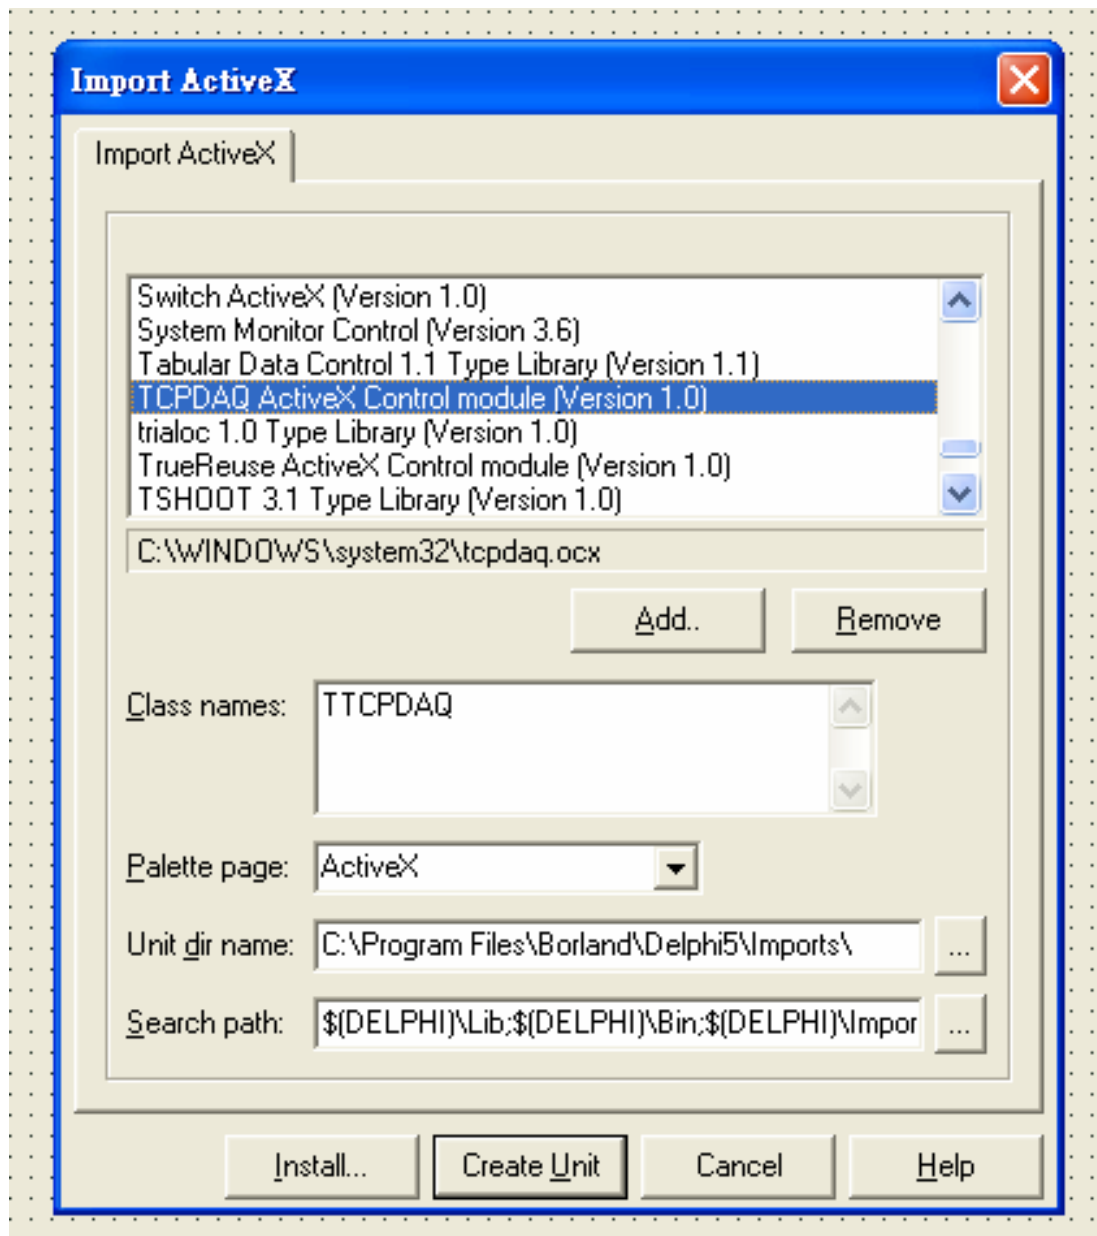 Import ActiveX
Import ActiveX
Switch ActiveX (Version 1.0)
System Monitor Control (Version 3.6)
Tabular Data Control 1.1 Type Library (Version 1.1)
TCPDAQ ActiveX Control module (Version 1.0)
trialoc 1.0 Type Library (Version 1.0)
TrueReuse ActiveX Control module (Version 1.0)
TSHOOT 3.1 Type Library (Version 1.0)
C:\WINDOWS\system32\tcpdaq.ocx
Add.. Remove
Class names: TTCPDAQ
Palette page: ActiveX
Unit dir name: C:\Program Files\Borland\Delphi5\Imports\ ...
Search path: $(DELPHI)\Lib;$(DELPHI)\Bin;$(DELPHI)\Impor ...
Install... Create Unit Cancel Help